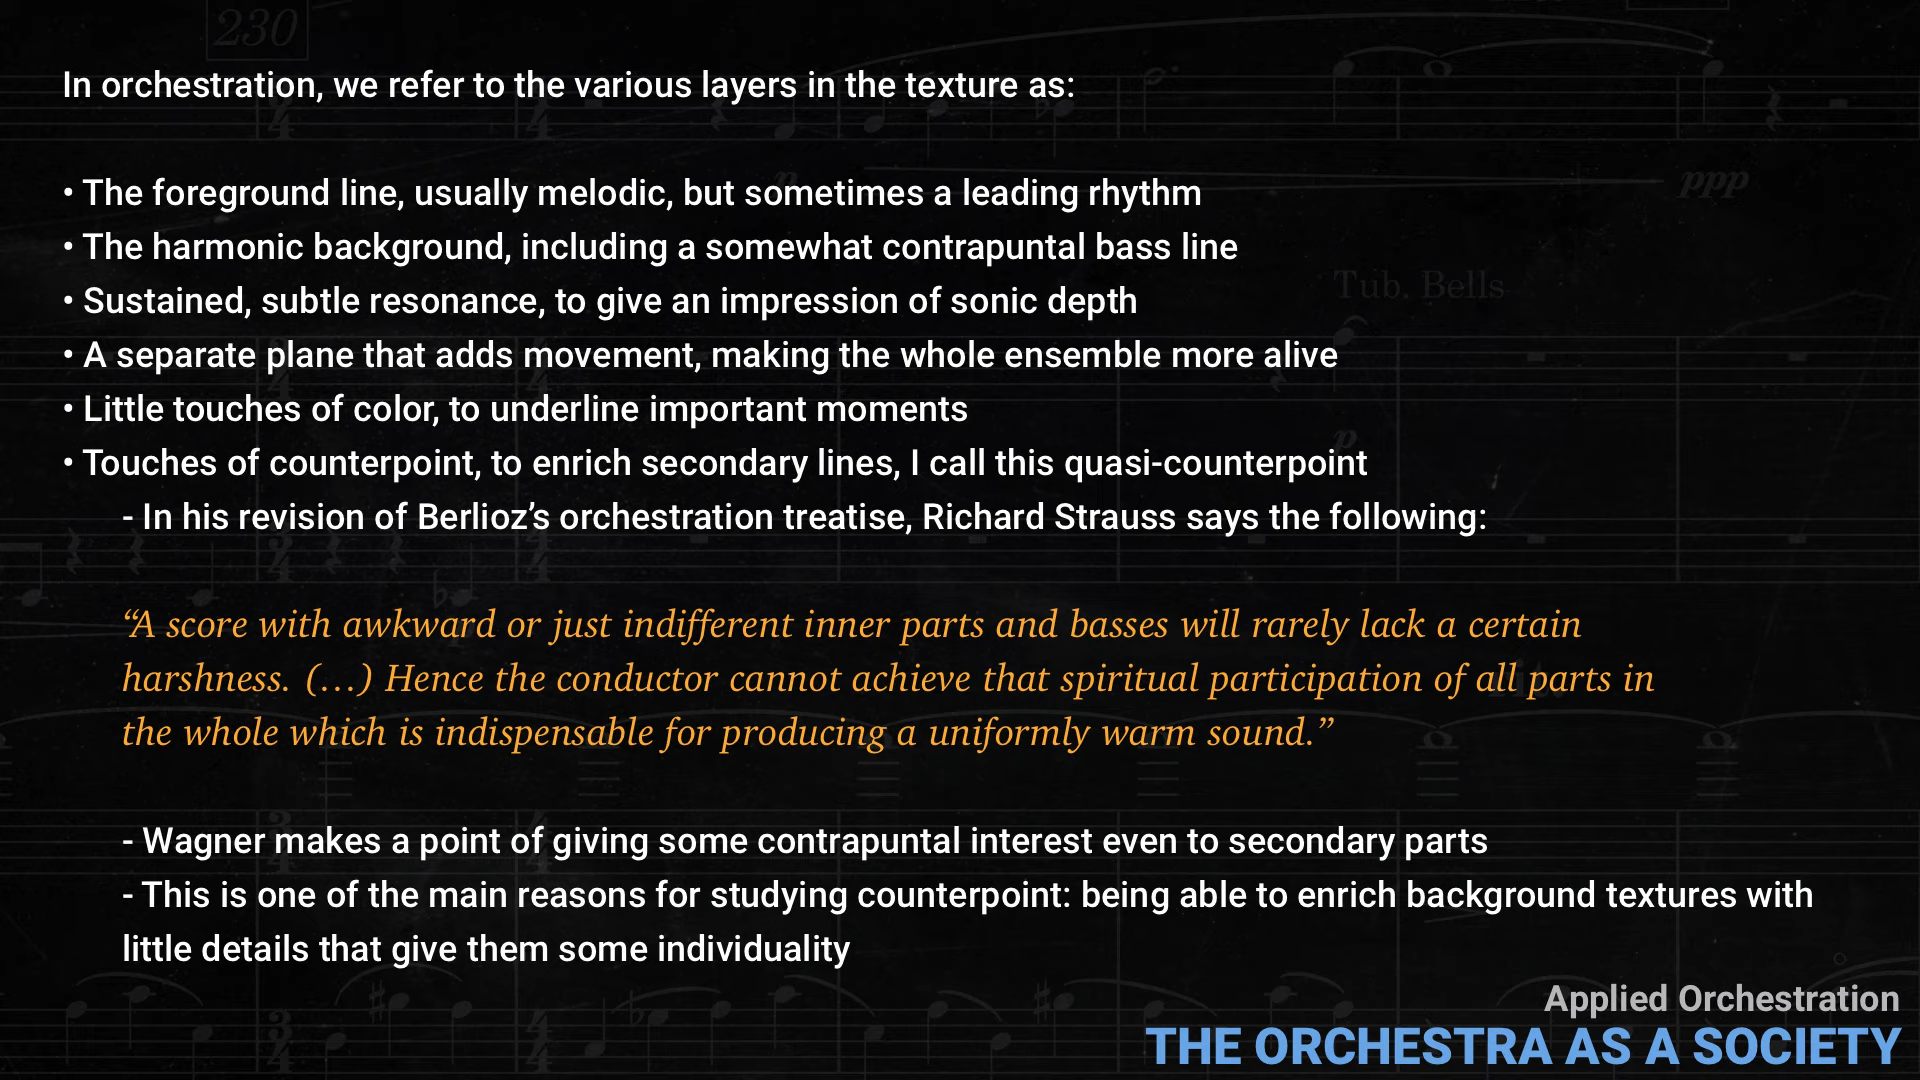 230
In orchestration, we refer to the various layers in the texture as:
• The foreground line, usually melodic, but sometimes a leading rhythm
ppp
• The harmonic background, including a somewhat contrapuntal bass line
Tub. Bells
• Sustained, subtle resonance, to give an impression of sonic depth
• A separate plane that adds movement, making the whole ensemble more alive
• Little touches of color, to underline important moments
p
• Touches of counterpoint, to enrich secondary lines, I call this quasi-counterpoint
- In his revision of Berlioz’s orchestration treatise, Richard Strauss says the following:
“A score with awkward or just indifferent inner parts and basses will rarely lack a certain
harshness. (…) Hence the conductor cannot achieve that spiritual participation of all parts in
the whole which is indispensable for producing a uniformly warm sound.”
- Wagner makes a point of giving some contrapuntal interest even to secondary parts
- This is one of the main reasons for studying counterpoint: being able to enrich background textures with
little details that give them some individuality
Applied Orchestration
THE ORCHESTRA AS A SOCIETY